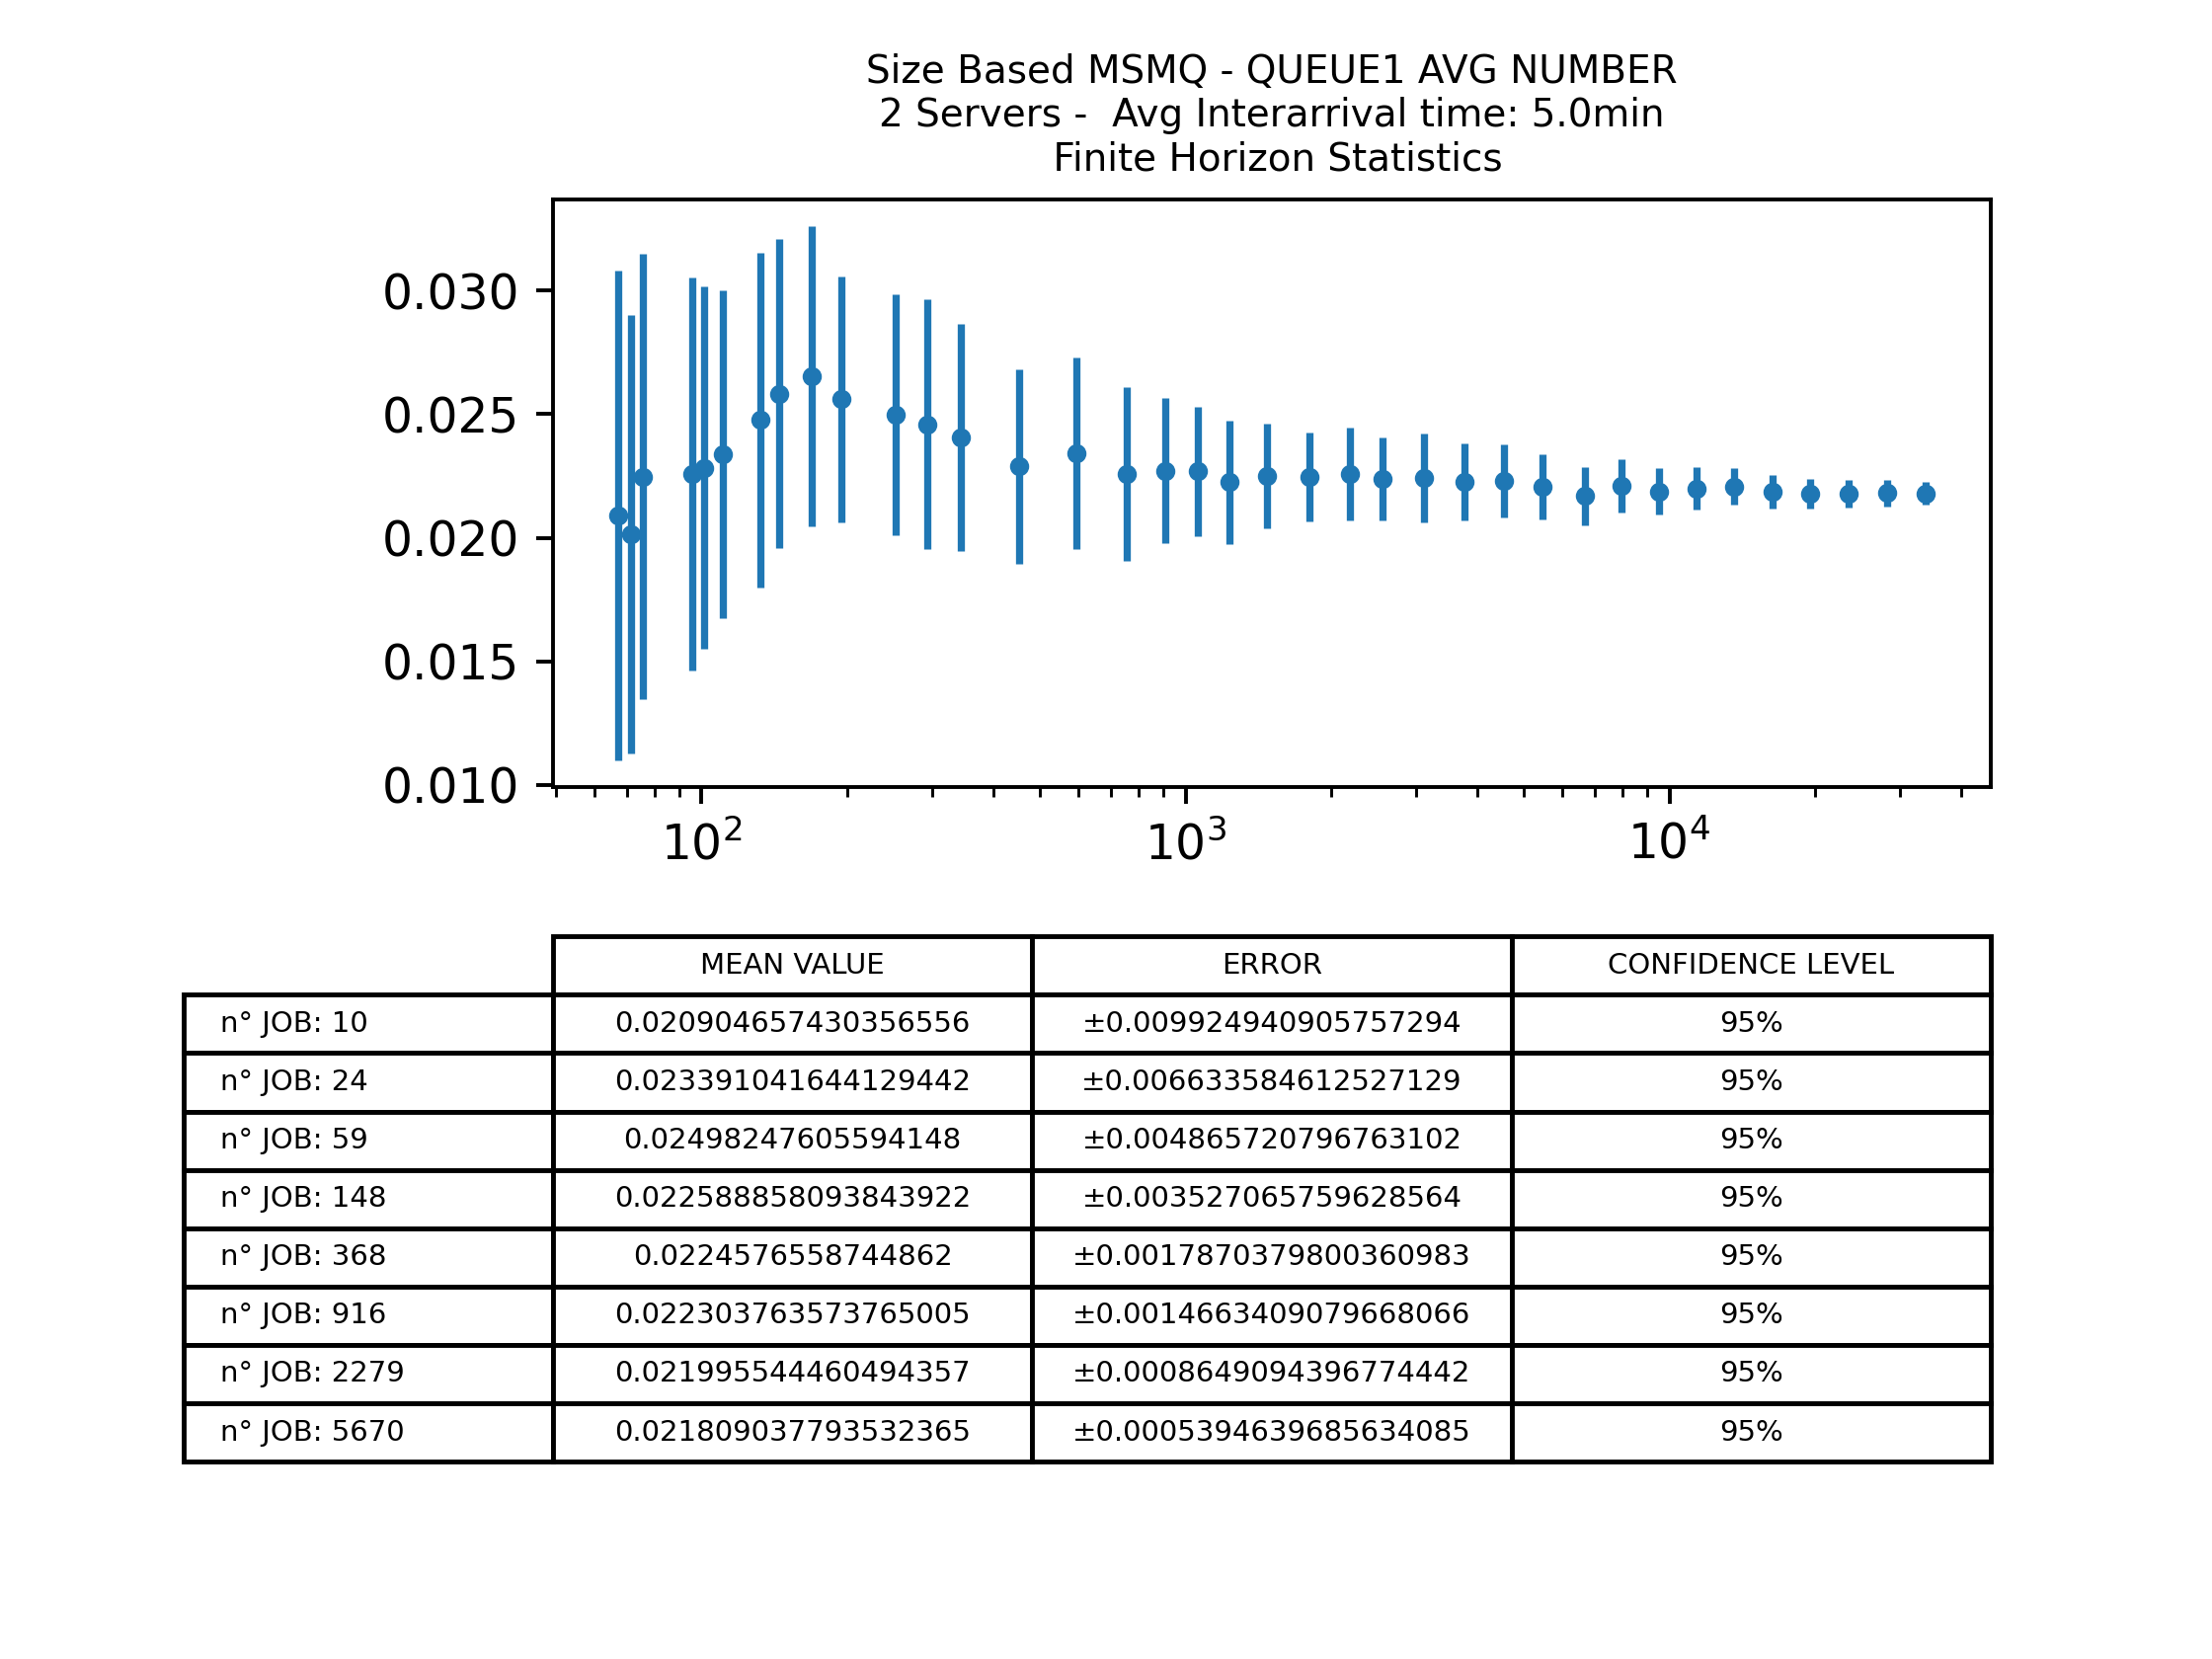 Size Based MSMQ - QUEUE1 AVG NUMBER
2 Servers -  Avg Interarrival time: 5.0min
Finite Horizon Statistics
0.030
0.025
0.020
0.015
0.010
10² 10³ 10⁴
MEAN VALUE ERROR CONFIDENCE LEVEL
n° JOB: 10 0.020904657430356556 ±0.009924940905757294 95%
n° JOB: 24 0.023391041644129442 ±0.006633584612527129 95%
n° JOB: 59 0.02498247605594148 ±0.004865720796763102 95%
n° JOB: 148 0.022588858093843922 ±0.003527065759628564 95%
n° JOB: 368 0.0224576558744862 ±0.0017870379800360983 95%
n° JOB: 916 0.022303763573765005 ±0.0014663409079668066 95%
n° JOB: 2279 0.021995544460494357 ±0.0008649094396774442 95%
n° JOB: 5670 0.021809037793532365 ±0.0005394639685634085 95%